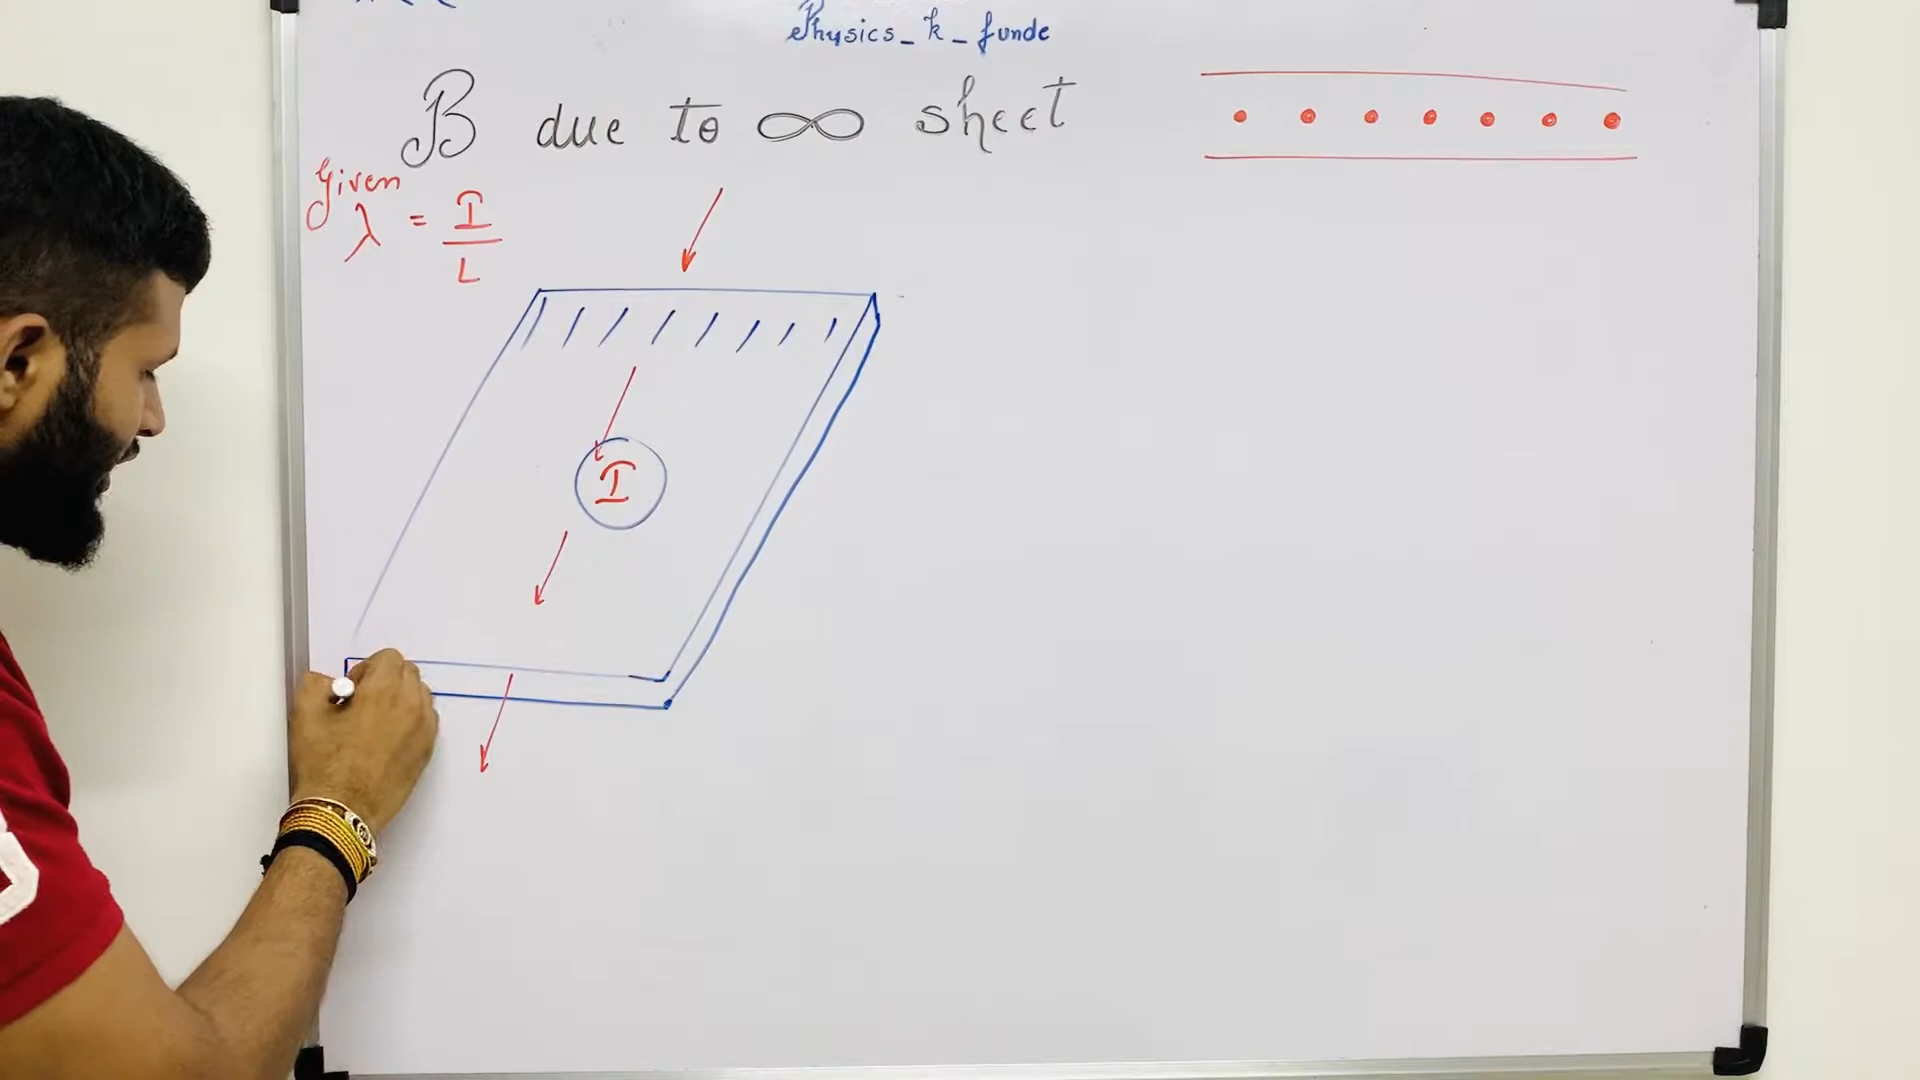 Physics_k_funde
B due to ∞ sheet
Given
λ = I
L
I